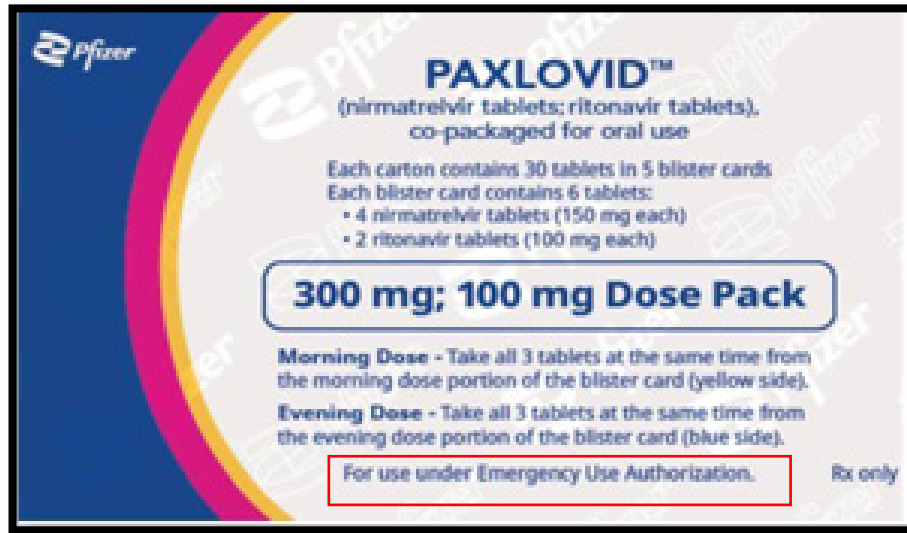 Pfizer
PAXLOVID™
(nirmatrelvir tablets; ritonavir tablets),
co-packaged for oral use
Each carton contains 30 tablets in 5 blister cards
Each blister card contains 6 tablets:
• 4 nirmatrelvir tablets (150 mg each)
• 2 ritonavir tablets (100 mg each)
300 mg; 100 mg Dose Pack
Morning Dose - Take all 3 tablets at the same time from
the morning dose portion of the blister card (yellow side).
Evening Dose - Take all 3 tablets at the same time from
the evening dose portion of the blister card (blue side).
For use under Emergency Use Authorization. Rx only